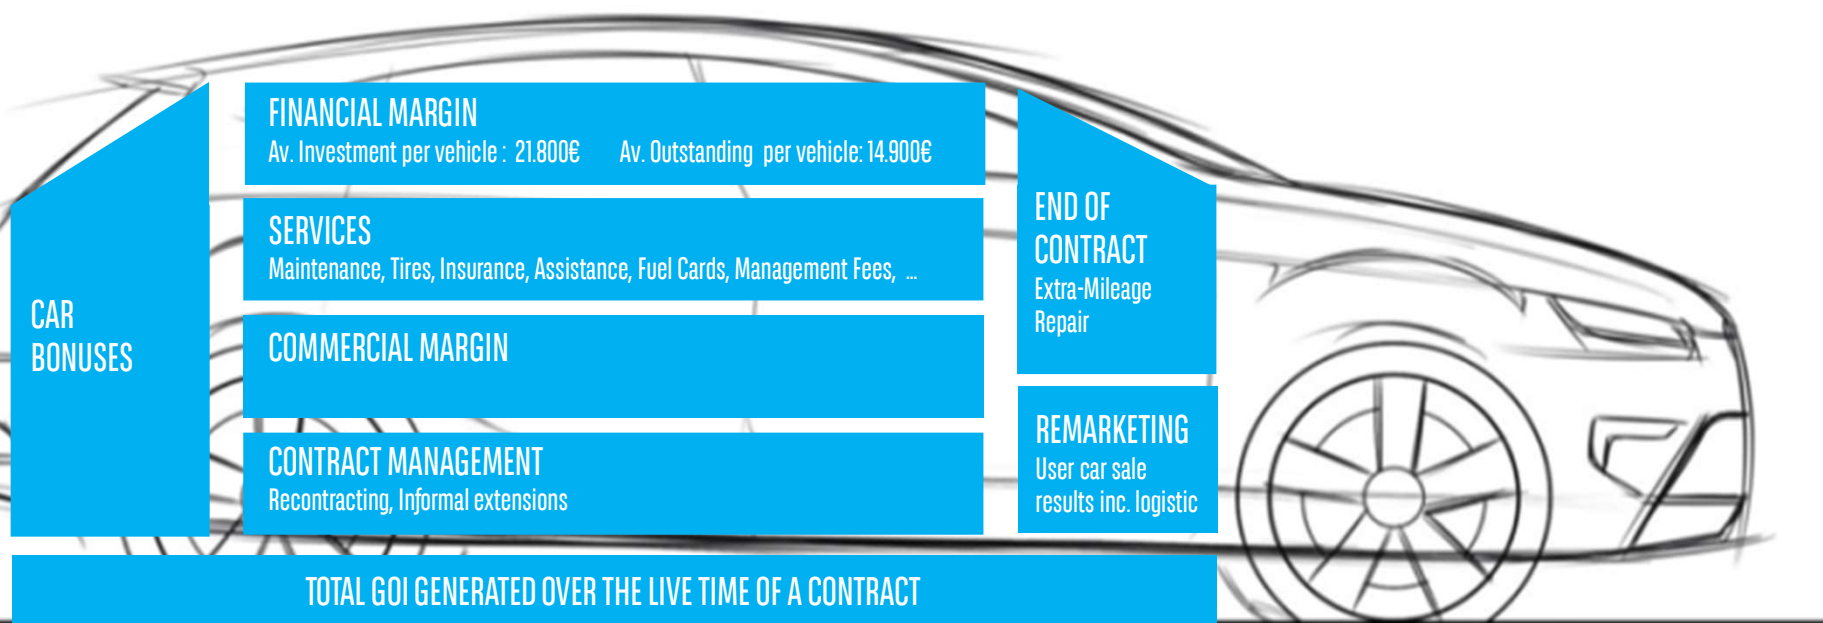 CAR
BONUSES
FINANCIAL MARGIN
Av. Investment per vehicle : 21.800€ Av. Outstanding per vehicle: 14.900€
SERVICES
Maintenance, Tires, Insurance, Assistance, Fuel Cards, Management Fees, ...
COMMERCIAL MARGIN
CONTRACT MANAGEMENT
Recontracting, Informal extensions
END OF
CONTRACT
Extra-Mileage
Repair
REMARKETING
User car sale
results inc. logistic
TOTAL GOI GENERATED OVER THE LIVE TIME OF A CONTRACT